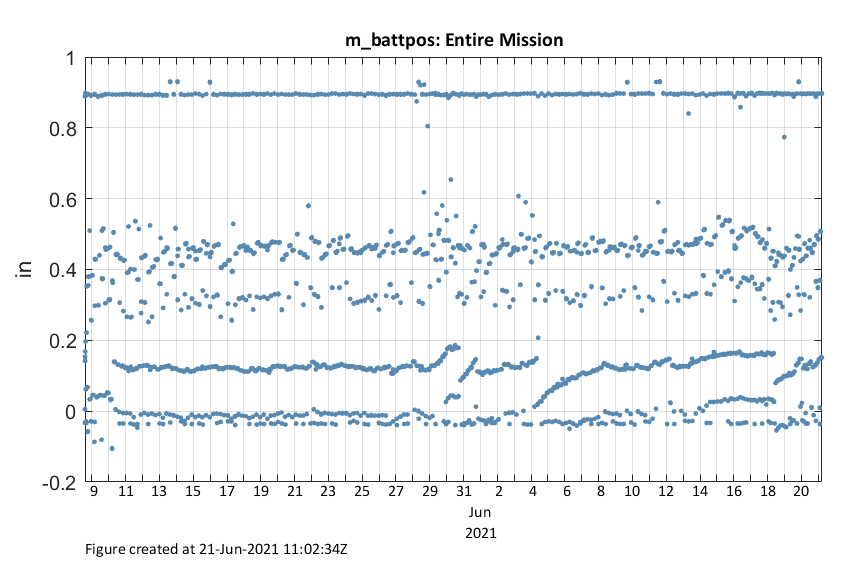 m_battpos: Entire Mission
1
0.8
0.6
0.4
0.2
0
-0.2
in
9 11 13 15 17 19 21 23 25 27 29 31 2 4 6 8 10 12 14 16 18 20
Jun
2021
Figure created at 21-Jun-2021 11:02:34Z